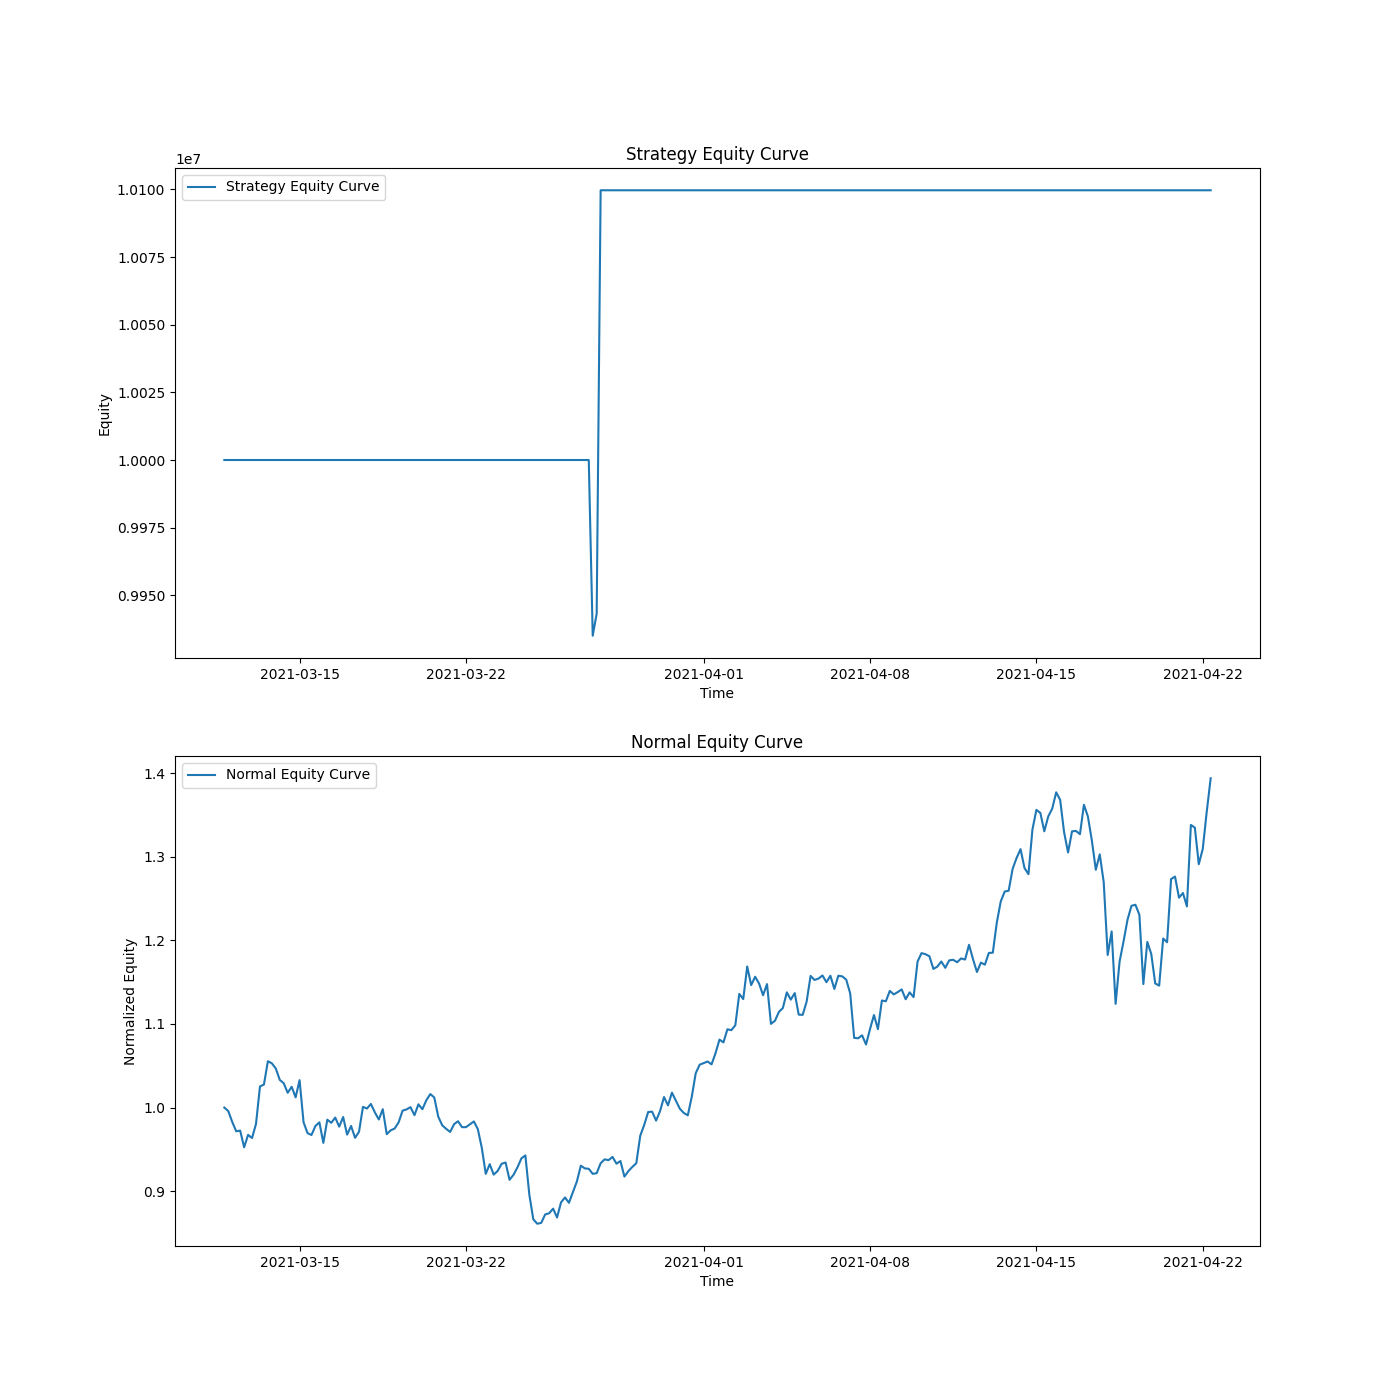 Strategy Equity Curve
1e7
Strategy Equity Curve
1.0100
1.0075
1.0050
1.0025
1.0000
0.9975
0.9950
Equity
2021-03-15 2021-03-22 2021-04-01 2021-04-08 2021-04-15 2021-04-22
Time
Normal Equity Curve
Normal Equity Curve
1.4
1.3
1.2
1.1
1.0
0.9
Normalized Equity
2021-03-15 2021-03-22 2021-04-01 2021-04-08 2021-04-15 2021-04-22
Time